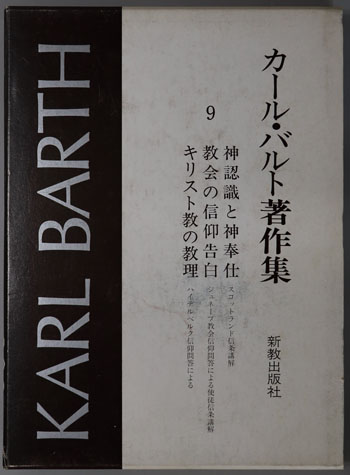 KARL BARTH
カール・バルト著作集
9
神認識と神奉仕
スコットランド信条講解
教会の信仰告白
ジュネーブ教会信仰問答による使徒信条講解
キリスト教の教理
ハイデルベルク信仰問答による
新教出版社